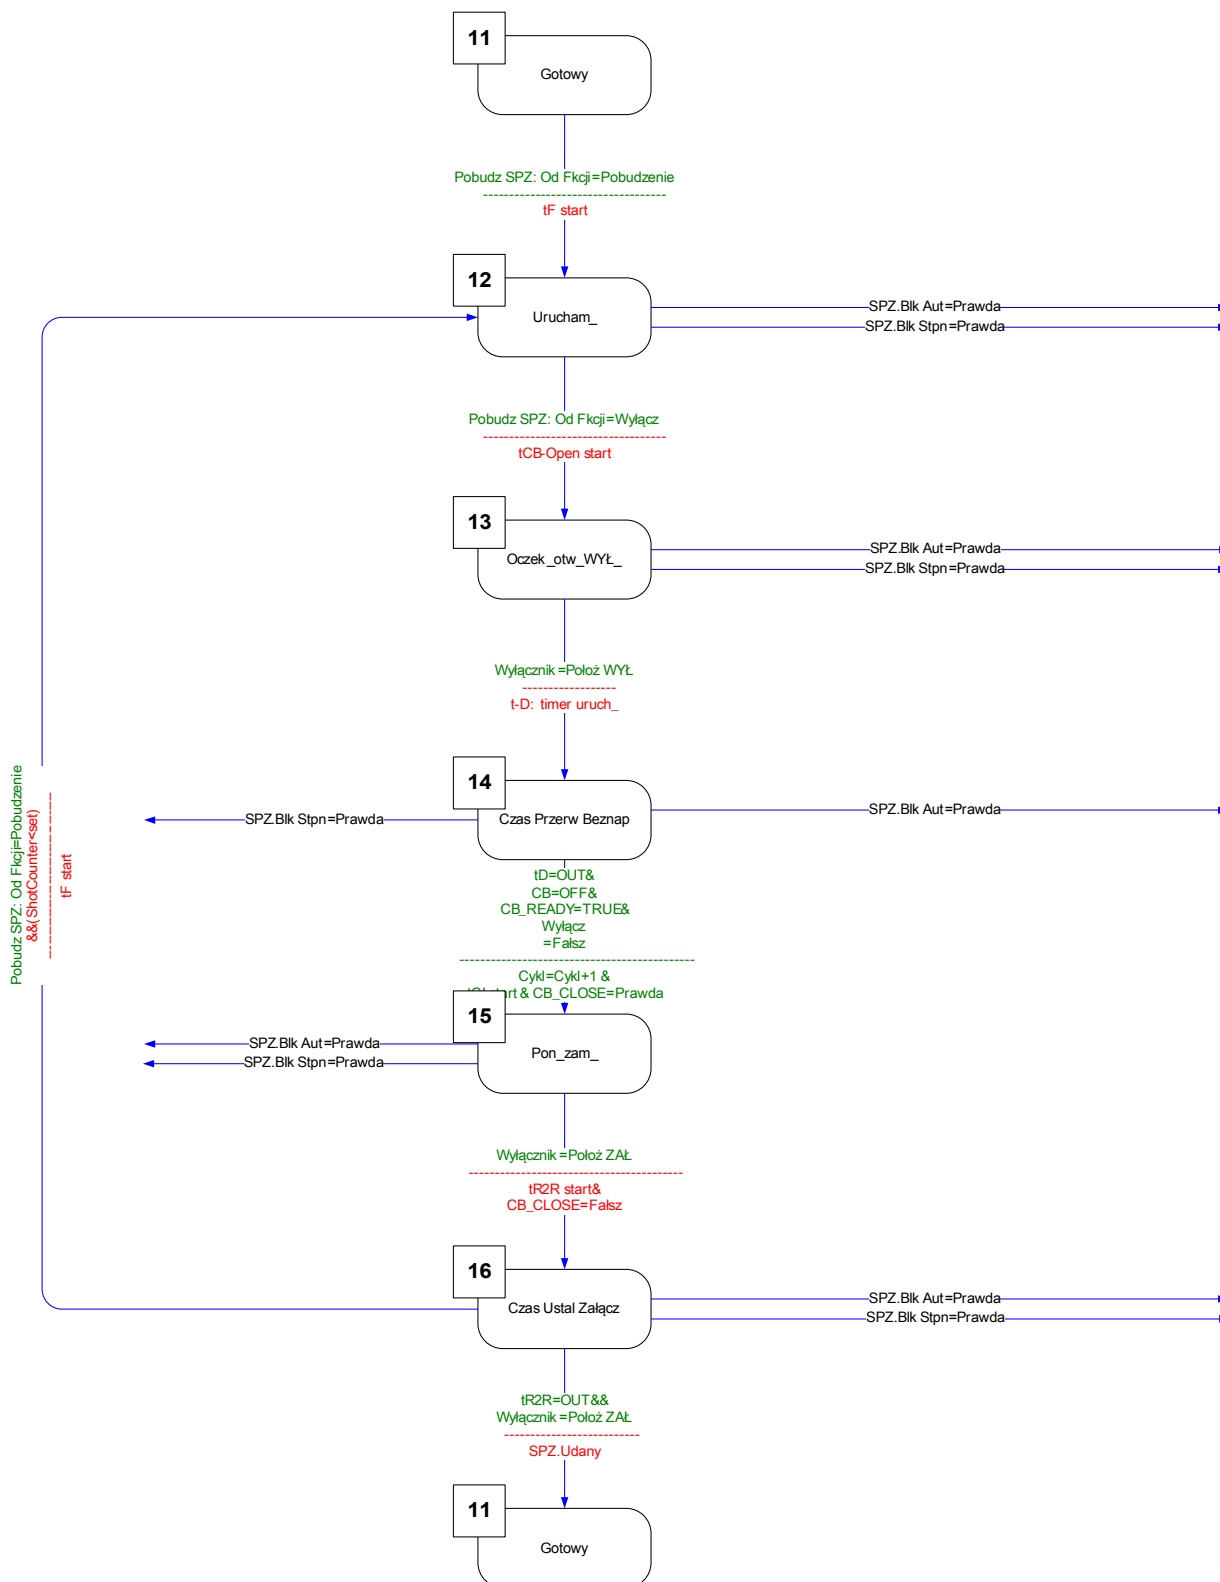 11
Gotowy
Pobudz SPZ: Od Fkcji=Pobudzenie
tF start
12
Urucham_
SPZ.Blk Aut=Prawda
SPZ.Blk Stpn=Prawda
Pobudz SPZ: Od Fkcji=Wyłącz
tCB-Open start
13
Oczek_otw_WYŁ_
SPZ.Blk Aut=Prawda
SPZ.Blk Stpn=Prawda
Wyłącznik=Położ WYŁ
t-D: timer uruch_
Pobudz SPZ: Od Fkcji=Pobudzenie
&&(ShotCounter<set)
tF start
14
Czas Przerw Beznap
SPZ.Blk Stpn=Prawda
SPZ.Blk Aut=Prawda
tD=OUT&
CB=OFF&
CB_READY=TRUE&
Wyłącz
=Fałsz
Cykl=Cykl+1 &
& CB_CLOSE=Prawda
15
Pon_zam_
SPZ.Blk Aut=Prawda
SPZ.Blk Stpn=Prawda
Wyłącznik=Położ ZAŁ
tR2R start&
CB_CLOSE=Fałsz
16
Czas Ustal Załącz
SPZ.Blk Aut=Prawda
SPZ.Blk Stpn=Prawda
tR2R=OUT&&
Wyłącznik=Położ ZAŁ
SPZ.Udany
11
Gotowy